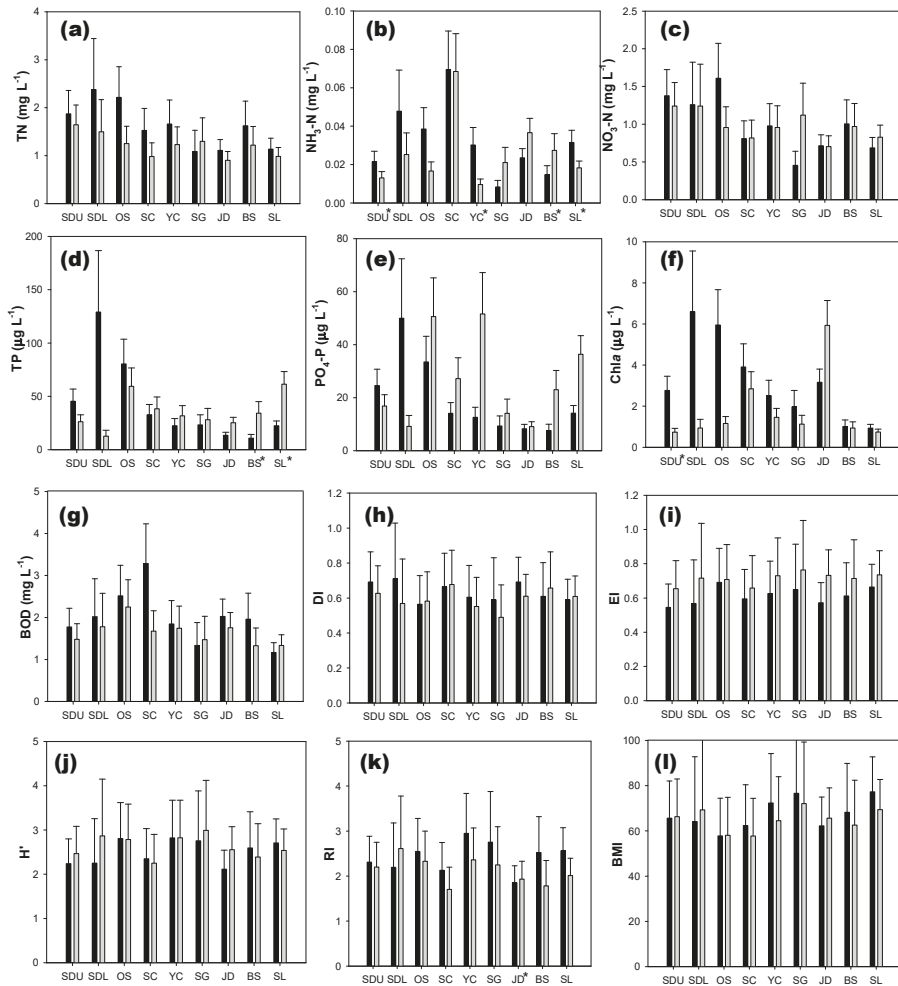 (a) (b) (c)
TN (mg L-1)
4
3
2
1
0
SDU SDL OS SC YC SG JD BS SL
NH3-N (mg L-1)
0.10
0.08
0.06
0.04
0.02
0.00
SDU* SDL OS SC YC* SG JD BS* SL*
NO3-N (mg L-1)
2.5
2.0
1.5
1.0
0.5
0.0
SDU SDL OS SC YC SG JD BS SL
(d) (e) (f)
TP (µg L-1)
200
150
100
50
0
SDU SDL OS SC YC SG JD BS* SL*
PO4-P (µg L-1)
80
60
40
20
0
SDU SDL OS SC YC SG JD BS SL
Chla (µg L-1)
10
8
6
4
2
0
SDU* SDL OS SC YC SG JD BS SL
(g) (h) (i)
BOD (mg L-1)
5
4
3
2
1
0
SDU SDL OS SC YC SG JD BS SL
DI
1.2
1.0
0.8
0.6
0.4
0.2
0.0
SDU SDL OS SC YC SG JD BS SL
EI
1.2
1.0
0.8
0.6
0.4
0.2
0.0
SDU SDL OS SC YC SG JD BS SL
(j) (k) (l)
H'
5
4
3
2
1
0
SDU SDL OS SC YC SG JD BS SL
RI
5
4
3
2
1
0
SDU SDL OS SC YC SG JD* BS SL
BMI
100
80
60
40
20
0
SDU SDL OS SC YC SG JD BS SL